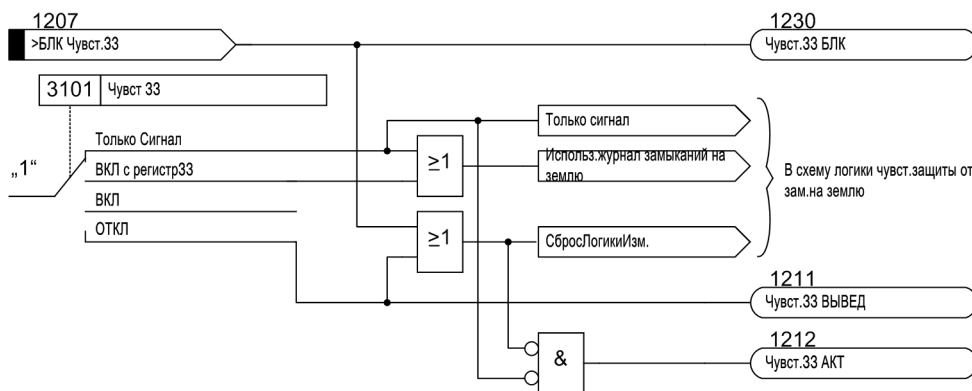 1207
>БЛК Чувст.33
1230
Чувст.33 БЛК
3101
Чувст 33
„1“
Только Сигнал
ВКЛ с регистр33
ВКЛ
ОТКЛ
≥1
≥1
Только сигнал
Использ.журнал замыканий на
землю
СбросЛогикиИзм.
В схему логики чувст.защиты от
зам.на землю
1211
Чувст.33 ВЫВЕД
&
1212
Чувст.33 АКТ